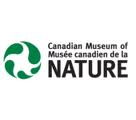 Canadian Museum of
Musée canadien de la
NATURE